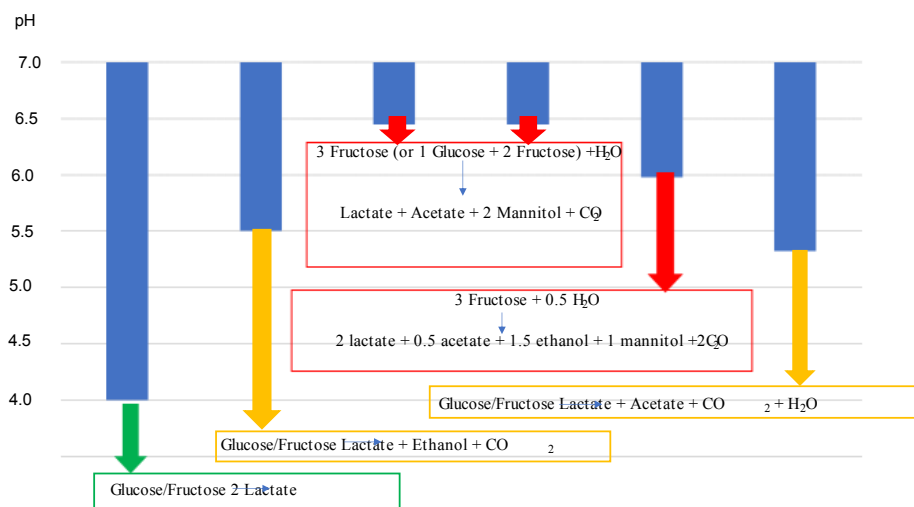 pH
7.0
6.5
3 Fructose (or 1 Glucose + 2 Fructose) +H2O
6.0
Lactate + Acetate + 2 Mannitol + CO2
5.5
5.0
3 Fructose + 0.5 H2O
4.5
2 lactate + 0.5 acetate + 1.5 ethanol + 1 mannitol +2CO2
4.0
Glucose/Fructose Lactate + Acetate + CO2 + H2O
Glucose/Fructose Lactate + Ethanol + CO2
Glucose/Fructose 2 Lactate